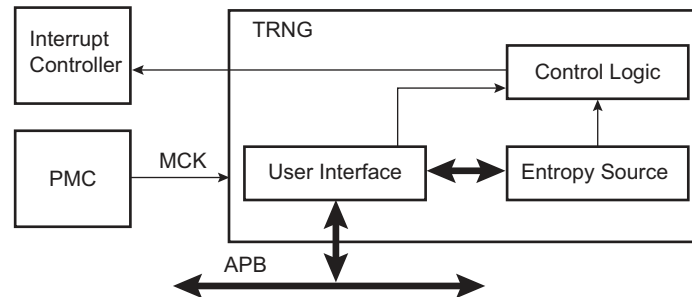 Interrupt
Controller
TRNG
Control Logic
PMC
MCK
User Interface
Entropy Source
APB